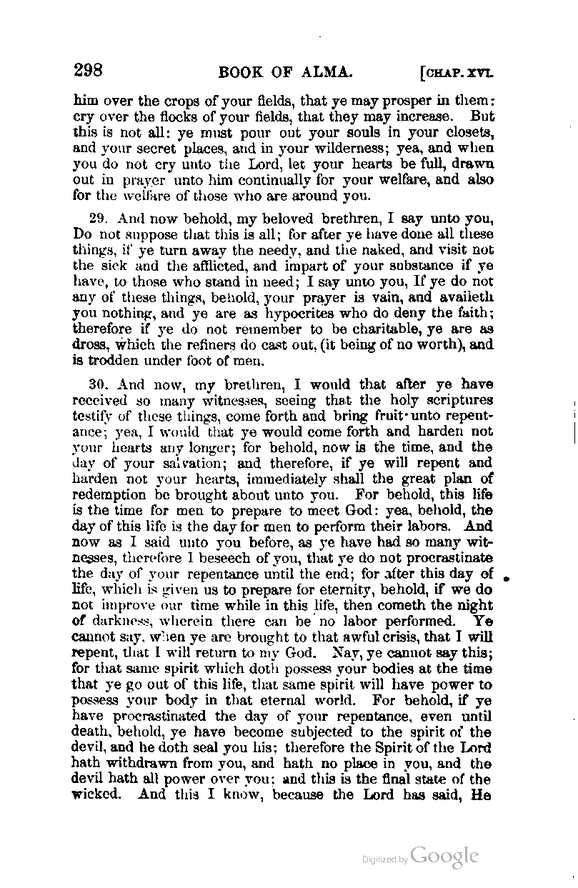 298 BOOK OF ALMA. [CHAP. XVI.
him over the crops of your fields, that ye may prosper in them:
cry over the flocks of your fields, that they may increase. But
this is not all: ye must pour out your souls in your closets,
and your secret places, and in your wilderness; yea, and when
you do not cry unto the Lord, let your hearts be full, drawn
out in prayer unto him continually for your welfare, and also
for the welfare of those who are around you.
29. And now behold, my beloved brethren, I say unto you,
Do not suppose that this is all; for after ye have done all these
things, if ye turn away the needy, and the naked, and visit not
the sick and the afflicted, and impart of your substance if ye
have, to those who stand in need; I say unto you, If ye do not
any of these things, behold, your prayer is vain, and availeth
you nothing, and ye are as hypocrites who do deny the faith;
therefore if ye do not remember to be charitable, ye are as
dross, which the refiners do cast out, (it being of no worth), and
is trodden under foot of men.
30. And now, my brethren, I would that after ye have
received so many witnesses, seeing that the holy scriptures
testify of these things, come forth and bring fruit unto repent-
ance; yea, I would that ye would come forth and harden not
your hearts any longer; for behold, now is the time, and the
day of your salvation; and therefore, if ye will repent and
harden not your hearts, immediately shall the great plan of
redemption be brought about unto you. For behold, this life
is the time for men to prepare to meet God: yea, behold, the
day of this life is the day for men to perform their labors. And
now as I said unto you before, as ye have had so many wit-
nesses, therefore I beseech of you, that ye do not procrastinate
the day of your repentance until the end; for after this day of
life, which is given us to prepare for eternity, behold, if we do
not improve our time while in this life, then cometh the night
of darkness, wherein there can be no labor performed. Ye
cannot say, when ye are brought to that awful crisis, that I will
repent, that I will return to my God. Nay, ye cannot say this;
for that same spirit which doth possess your bodies at the time
that ye go out of this life, that same spirit will have power to
possess your body in that eternal world. For behold, if ye
have procrastinated the day of your repentance, even until
death, behold, ye have become subjected to the spirit of the
devil, and he doth seal you his; therefore the Spirit of the Lord
hath withdrawn from you, and hath no place in you, and the
devil hath all power over you; and this is the final state of the
wicked. And this I know, because the Lord has said, He
Digitized by Google